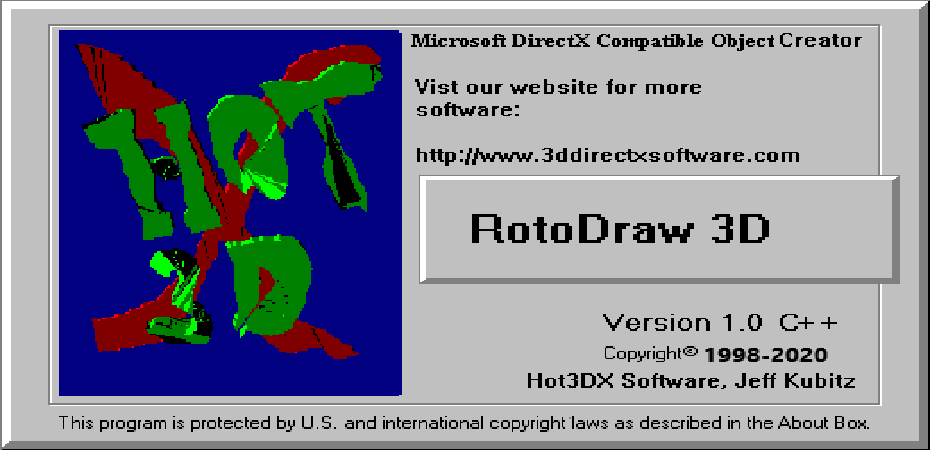 HOT
3D
Microsoft DirectX Compatible Object Creator
Vist our website for more
software:
http://www.3ddirectxsoftware.com
RotoDraw 3D
Version 1.0 C++
Copyright© 1998-2020
Hot3DX Software, Jeff Kubitz
This program is protected by U.S. and international copyright laws as described in the About Box.